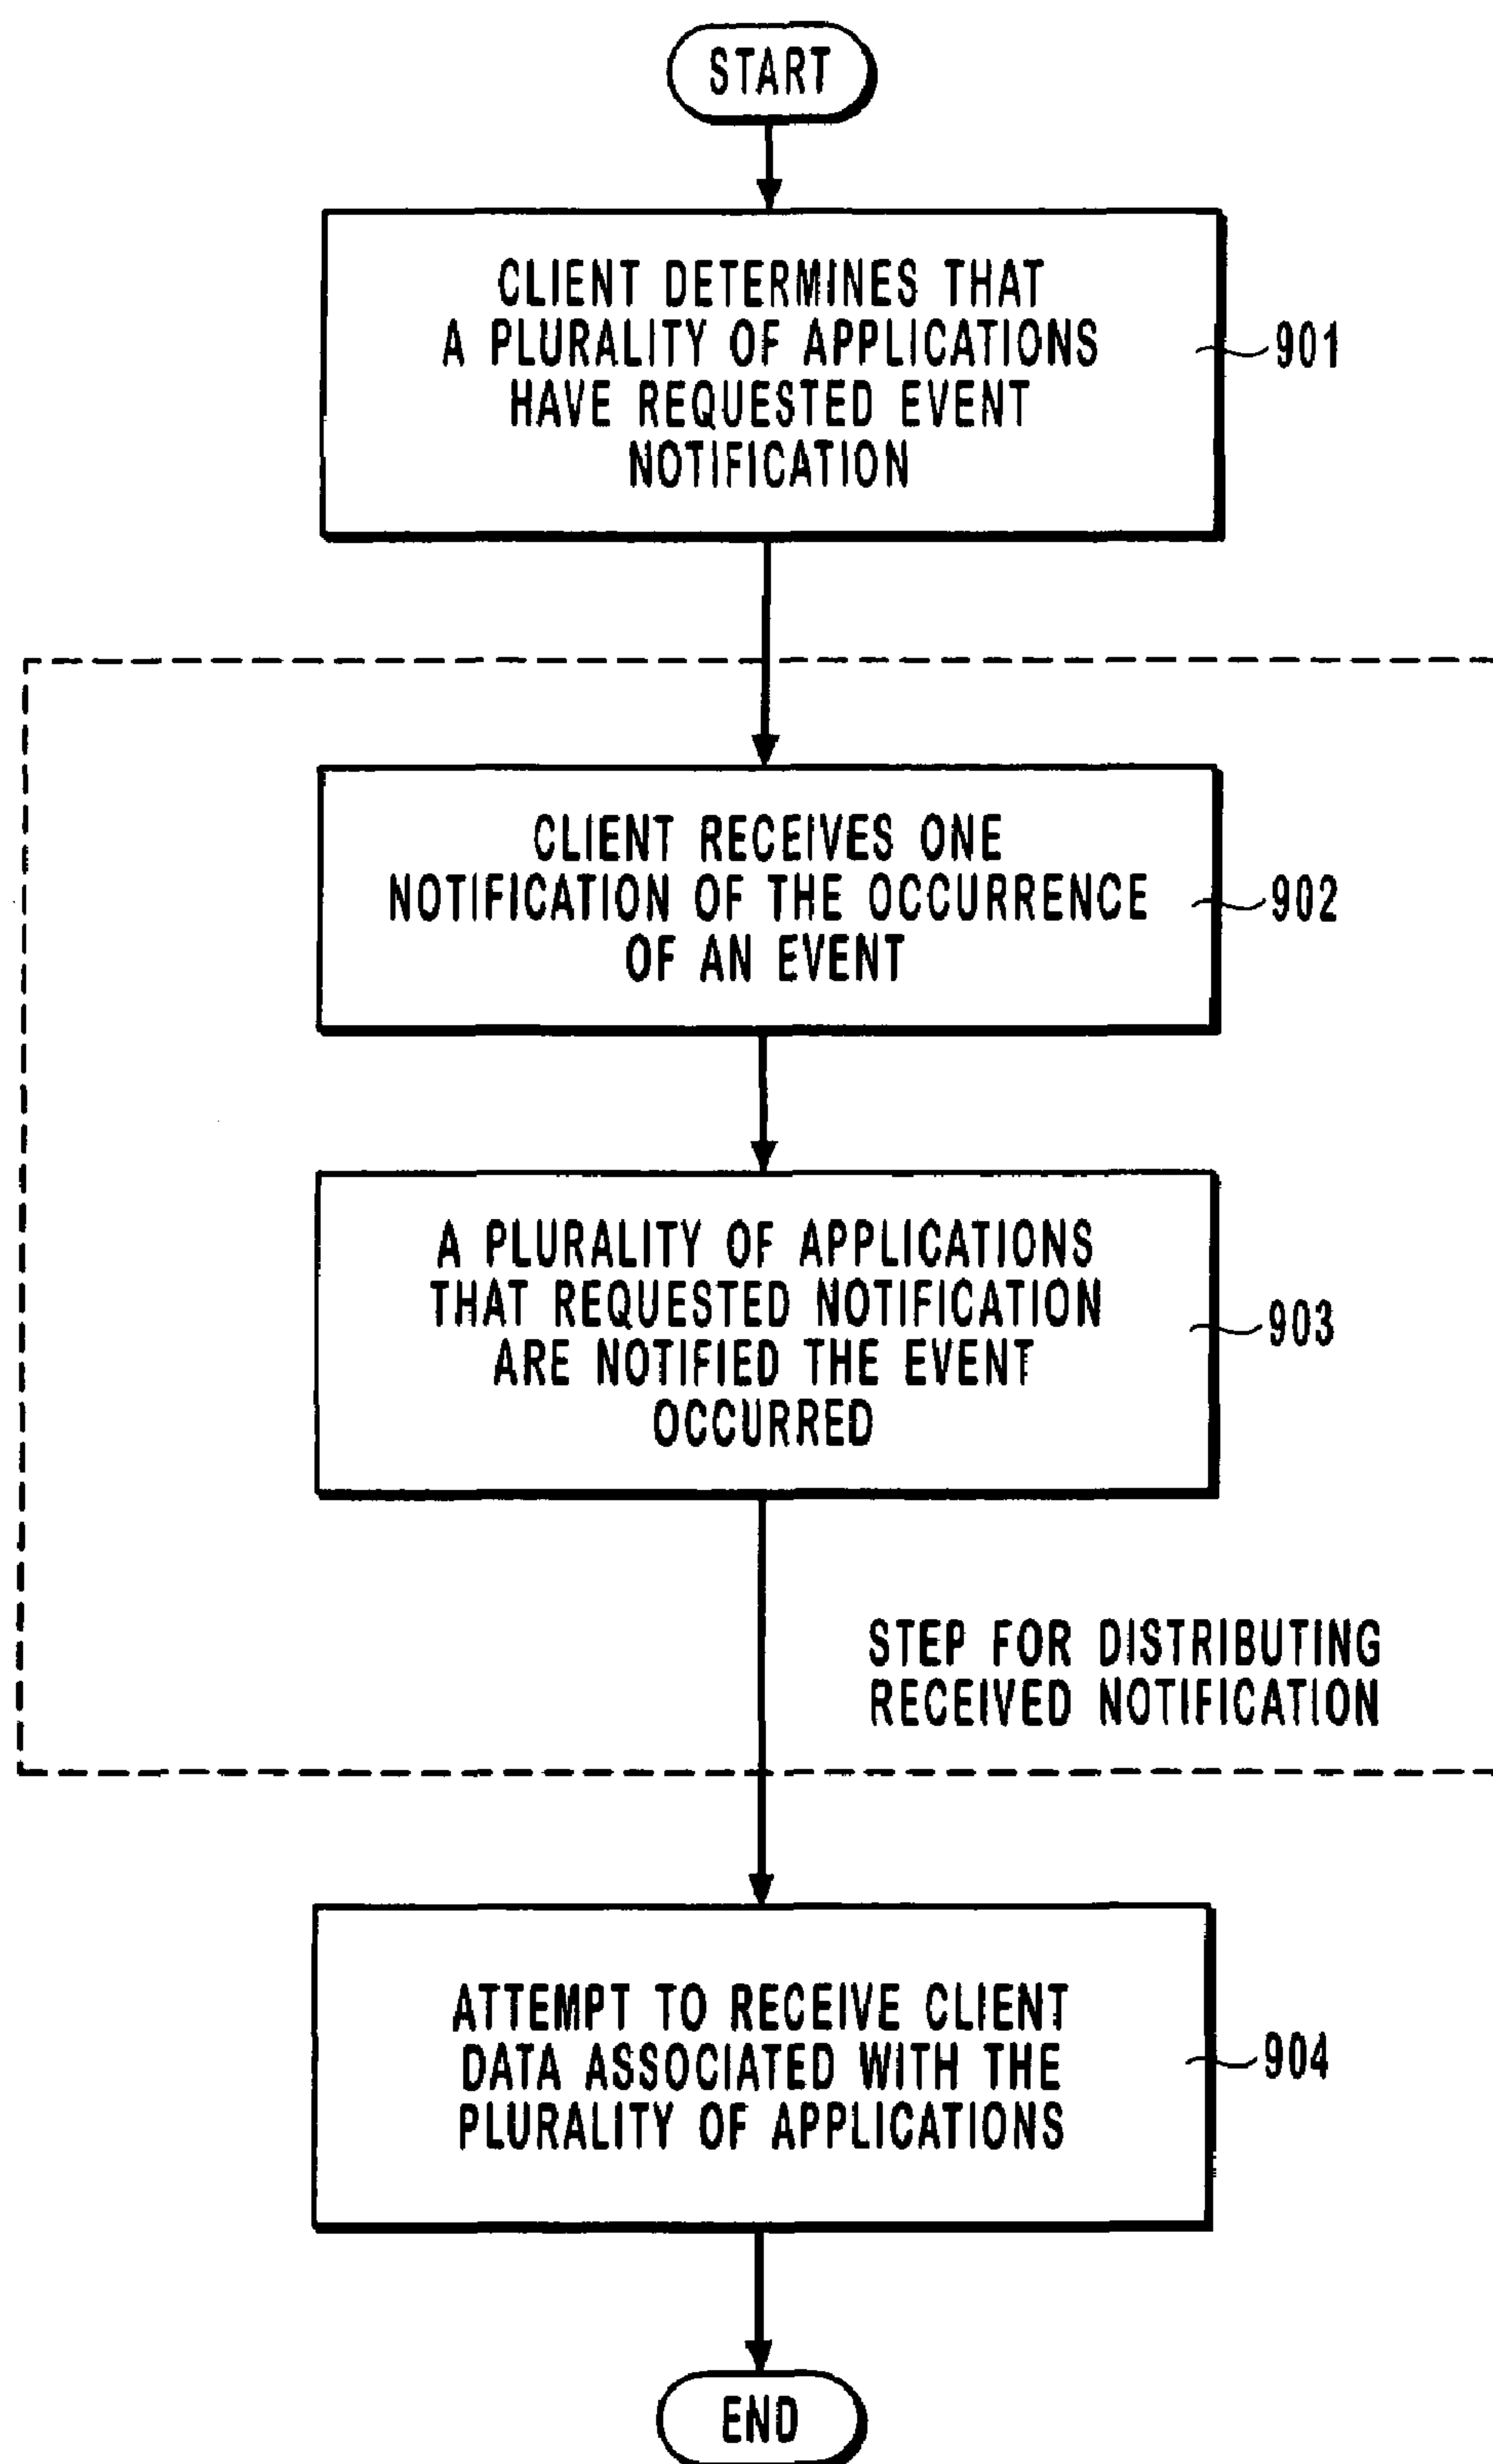 START
CLIENT DETERMINES THAT
A PLURALITY OF APPLICATIONS
HAVE REQUESTED EVENT
NOTIFICATION
901
CLIENT RECEIVES ONE
NOTIFICATION OF THE OCCURRENCE
OF AN EVENT
902
A PLURALITY OF APPLICATIONS
THAT REQUESTED NOTIFICATION
ARE NOTIFIED THE EVENT
OCCURRED
903
STEP FOR DISTRIBUTING
RECEIVED NOTIFICATION
ATTEMPT TO RECEIVE CLIENT
DATA ASSOCIATED WITH THE
PLURALITY OF APPLICATIONS
904
END